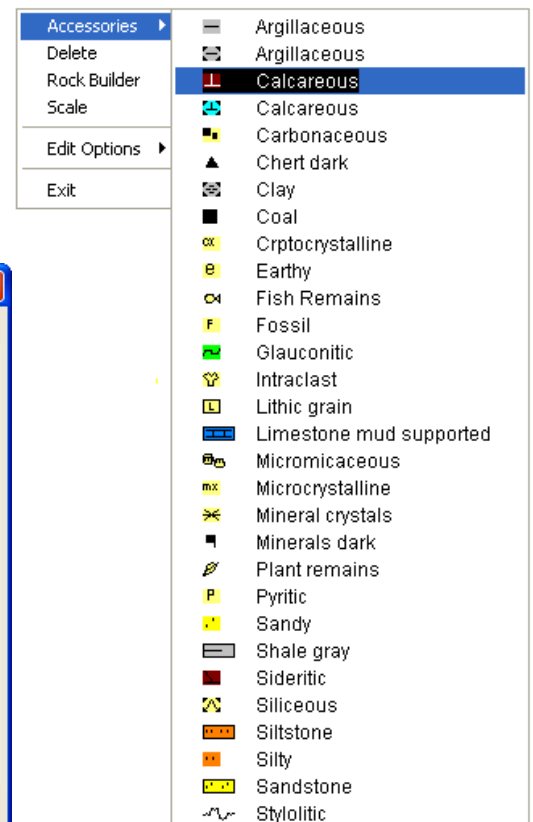 Accessories
Delete
Rock Builder
Scale
Edit Options
Exit
Argillaceous
Argillaceous
Calcareous
Calcareous
Carbonaceous
Chert dark
Clay
Coal
cx Crptocrystalline
e Earthy
Fish Remains
F Fossil
Glauconitic
Intraclast
L Lithic grain
Limestone mud supported
Micromicaceous
mx Microcrystalline
Mineral crystals
Minerals dark
Plant remains
P Pyritic
Sandy
Shale gray
Sideritic
Siliceous
Siltstone
Silty
Sandstone
Stylolitic